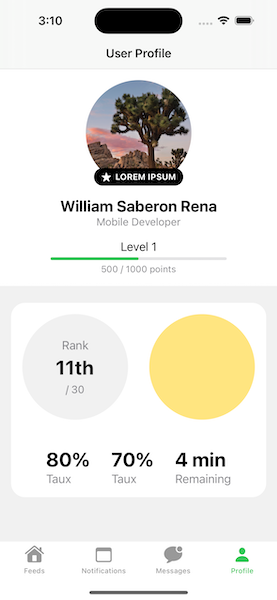 3:10
User Profile
LOREM IPSUM
William Saberon Rena
Mobile Developer
Level 1
500 / 1000 points
Rank
11th
/ 30
80% 70% 4 min
Taux Taux Remaining
Feeds Notifications Messages Profile